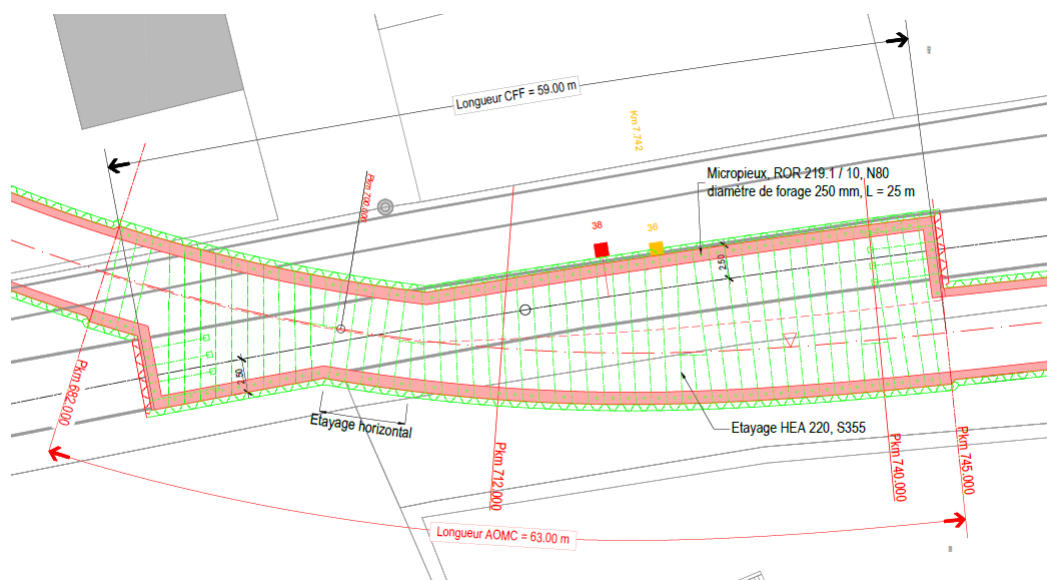 Longueur CFF = 59.00 m
Km 7.742
Micropieux, ROR 219.1 / 10, N80
diamètre de forage 250 mm, L = 25 m
Pkm 700.000
38
36
2.50
2.50
Pkm 682.000
Etayage horizontal
Etayage HEA 220, S355
Pkm 712.000
Pkm 740.000
Pkm 745.000
Longueur AOMC = 63.00 m